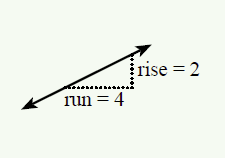 rise = 2
run = 4